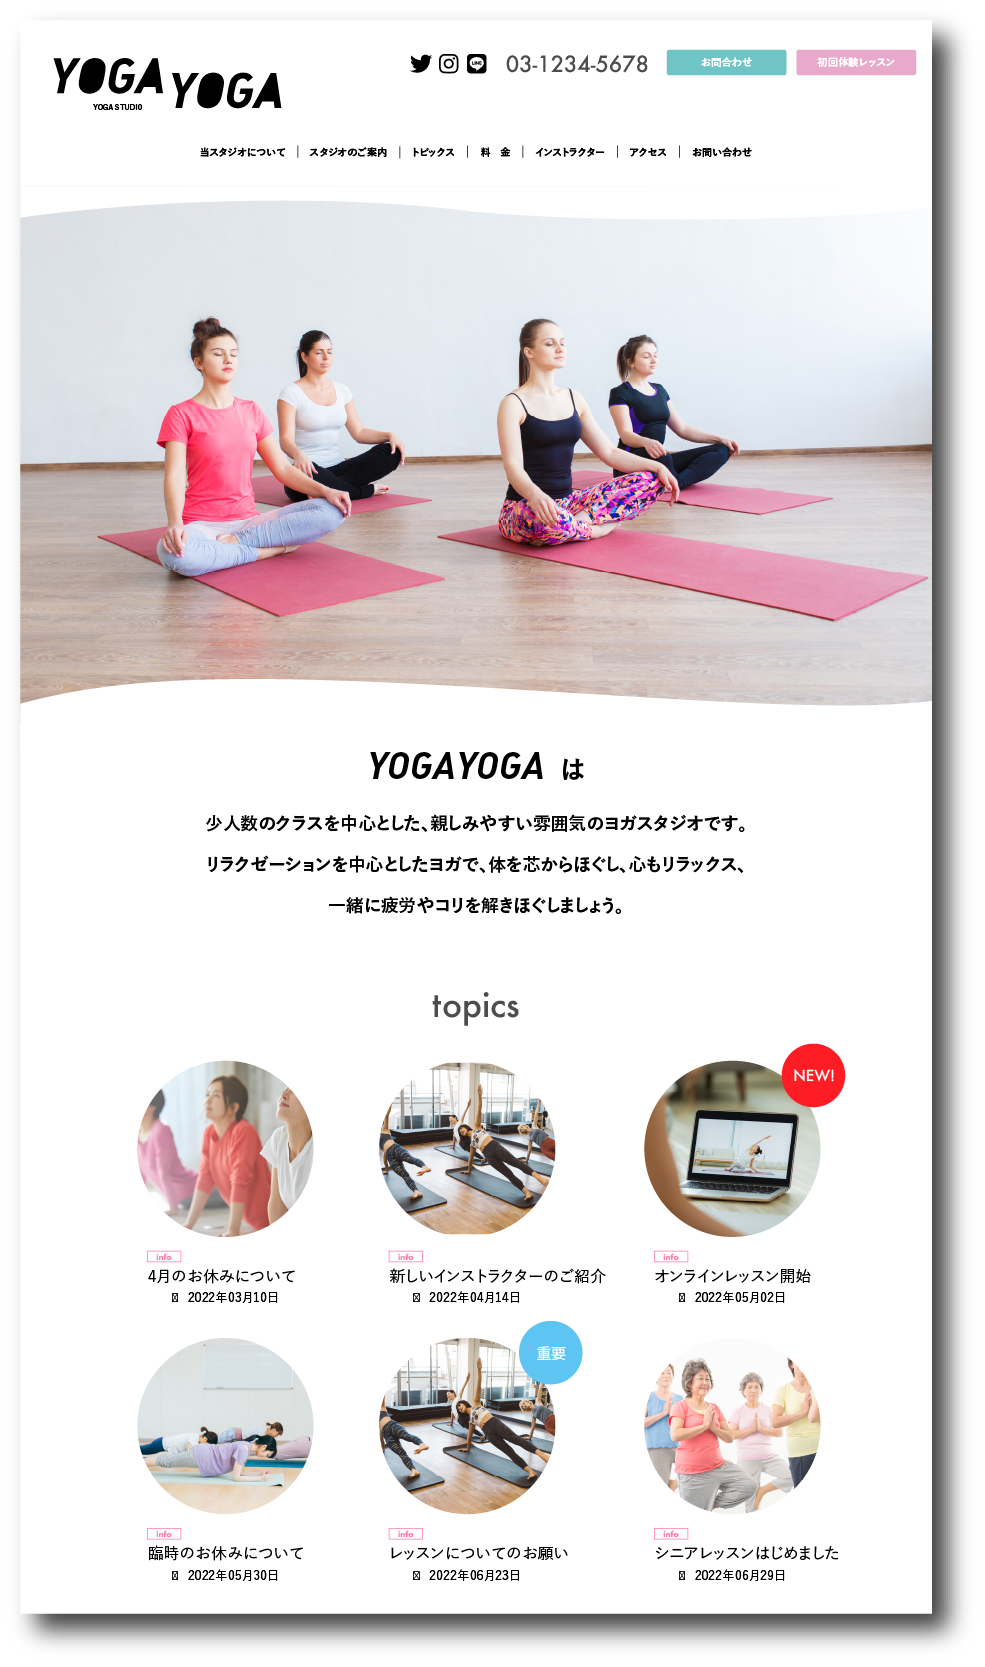 YOGA YOGA
YOGA STUDIO
LINE
03-1234-5678
お問合わせ
初回体験レッスン
当スタジオについて | スタジオのご案内 | トピックス | 料　金 | インストラクター | アクセス | お問い合わせ
YOGAYOGA は
少人数のクラスを中心とした、親しみやすい雰囲気のヨガスタジオです。
リラクゼーションを中心としたヨガで、体を芯からほぐし、心もリラックス、
一緒に疲労やコリを解きほぐしましょう。
topics
info
4月のお休みについて
2022年03月10日
info
新しいインストラクターのご紹介
2022年04月14日
NEW!
info
オンラインレッスン開始
2022年05月02日
info
臨時のお休みについて
2022年05月30日
重要
info
レッスンについてのお願い
2022年06月23日
info
シニアレッスンはじめました
2022年06月29日